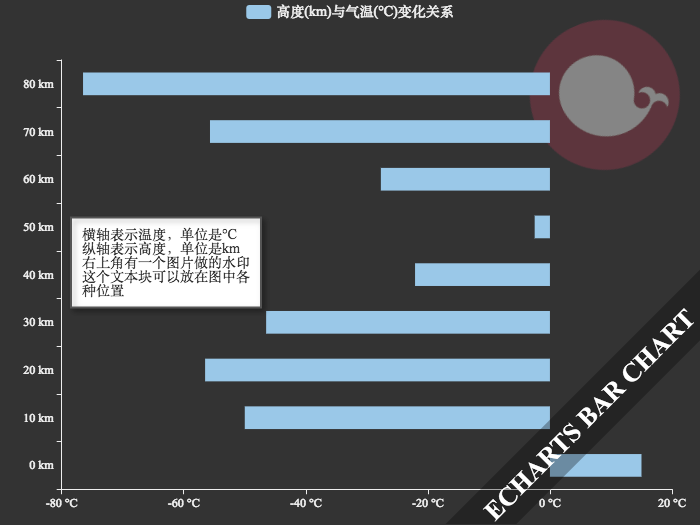 高度(km)与气温(°C)变化关系
80 km
70 km
60 km
50 km
40 km
30 km
20 km
10 km
0 km
横轴表示温度，单位是°C
纵轴表示高度，单位是km
右上角有一个图片做的水印
这个文本块可以放在图中各
种位置
-80 °C
-60 °C
-40 °C
-20 °C
0 °C
20 °C
ECHARTS BAR CHART